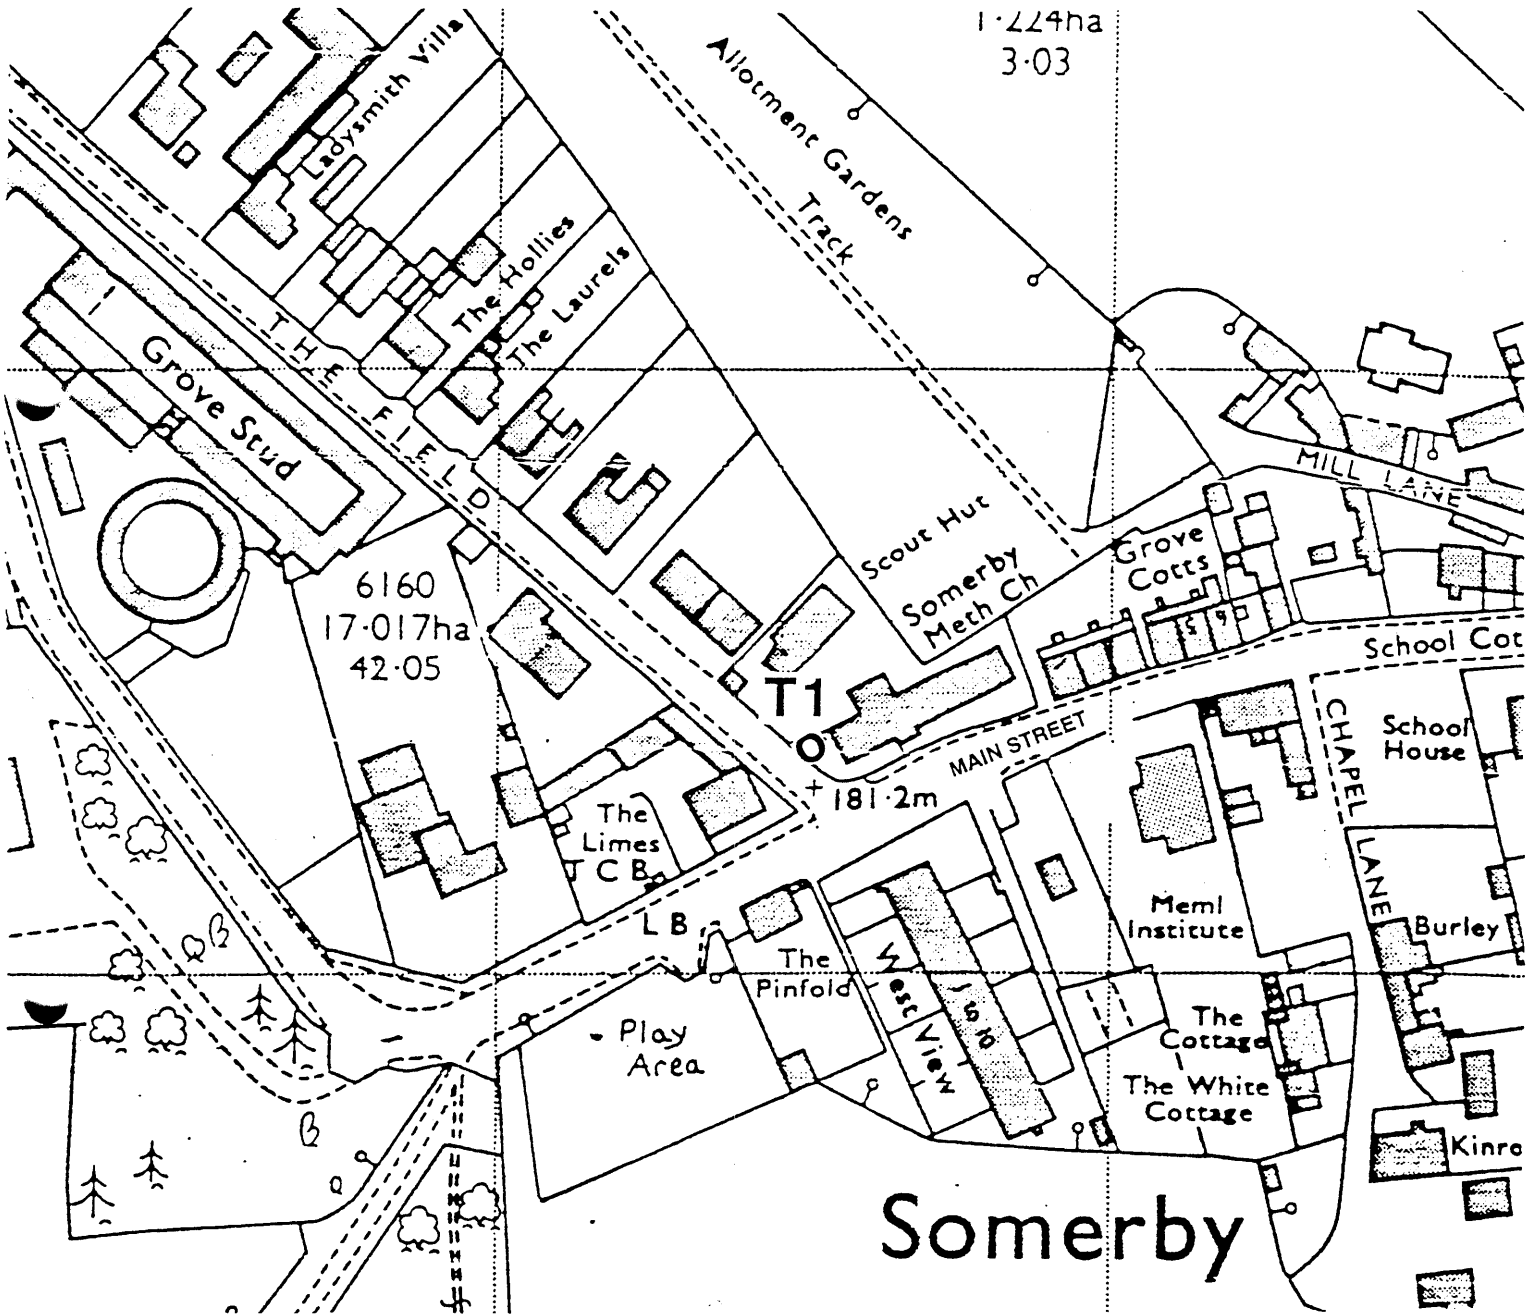 1·224ha
3·03
Ladysmith Villa
Allotment Gardens
Track
The Hollies
The Laurels
THE FIELD
Grove Stud
MILL LANE
Scout Hut
Somerby
Meth Ch
Grove
Cotts
6160
17·017ha
42·05
5
6
School Cot
T1
MAIN STREET
181·2m
CHAPEL LANE
School
House
The
Limes
T C B
L B
The
Pinfold
West View
Meml
Institute
Burley
Play
Area
The
Cottage
The White
Cottage
Kinro
Somerby